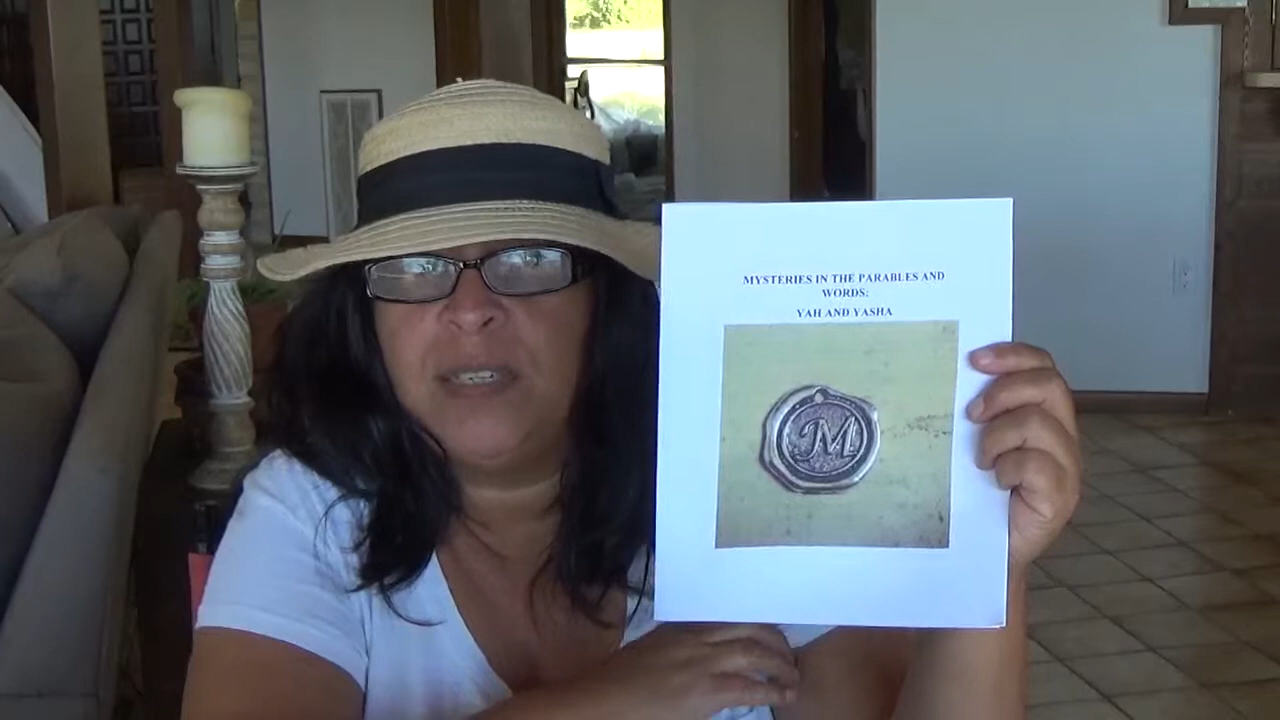 MYSTERIES IN THE PARABLES AND
WORDS:
YAH AND YASHA
M